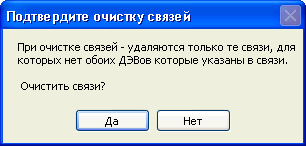 Подтвердите очистку связей
При очистке связей - удаляются только те связи, для
которых нет обоих ДЭВов которые указаны в связи.
Очистить связи?
Да
Нет